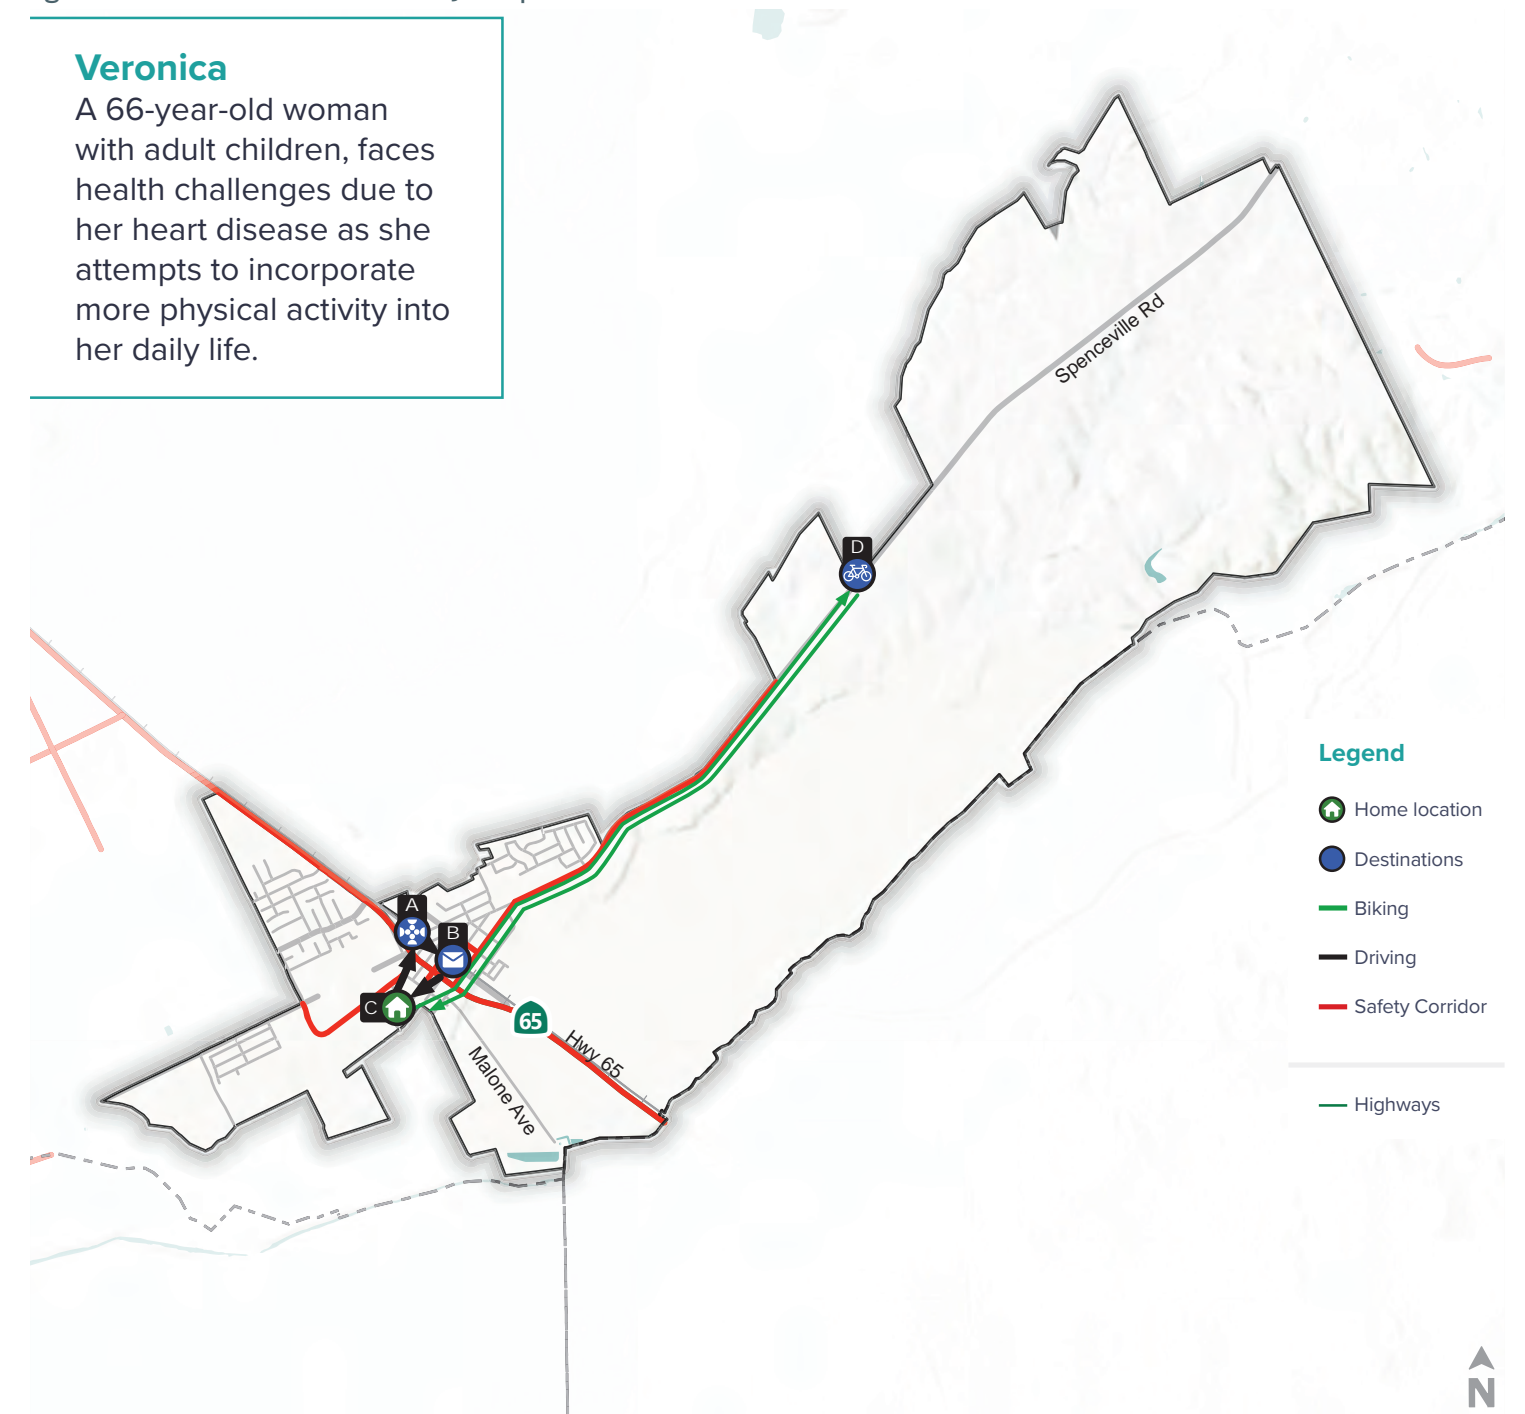 Veronica
A 66-year-old woman
with adult children, faces
health challenges due to
her heart disease as she
attempts to incorporate
more physical activity into
her daily life.
Spenceville Rd
D
A
B
C
65
Hwy 65
Malone Ave
Legend
Home location
Destinations
Biking
Driving
Safety Corridor
Highways
N